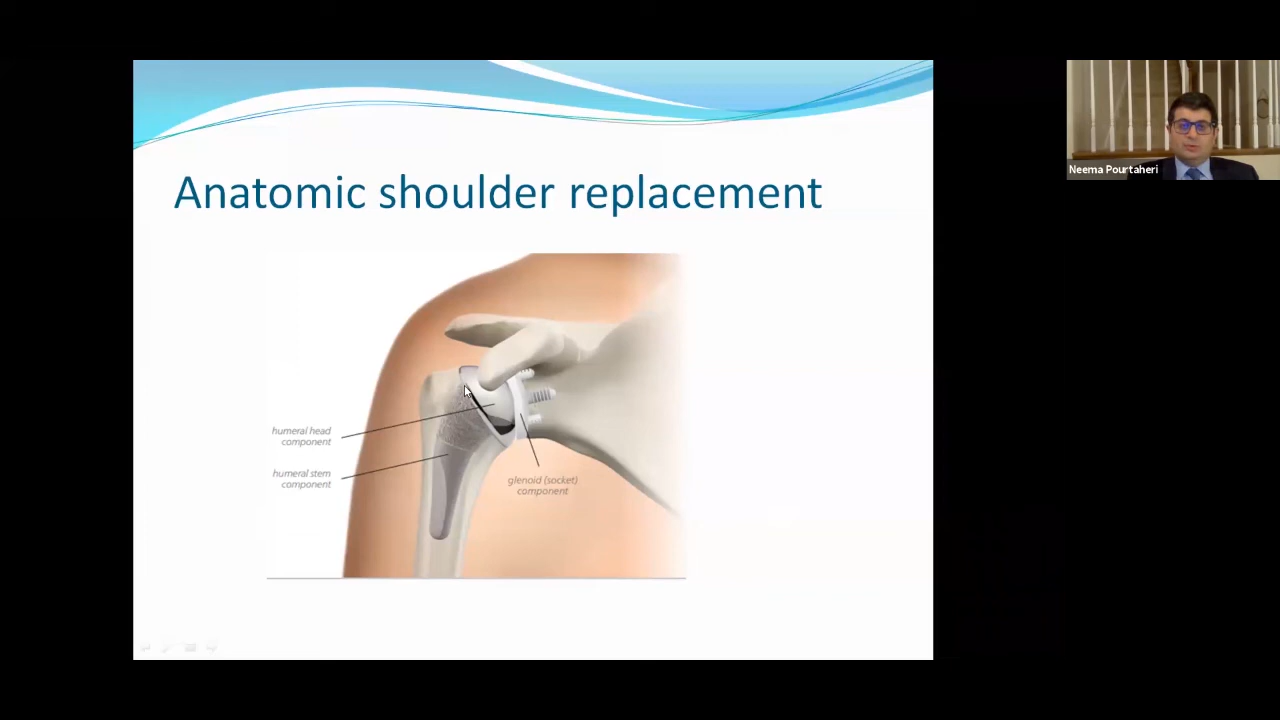 Anatomic shoulder replacement
humeral head
component
humeral stem
component
glenoid (socket)
component
Neema Pourtaheri